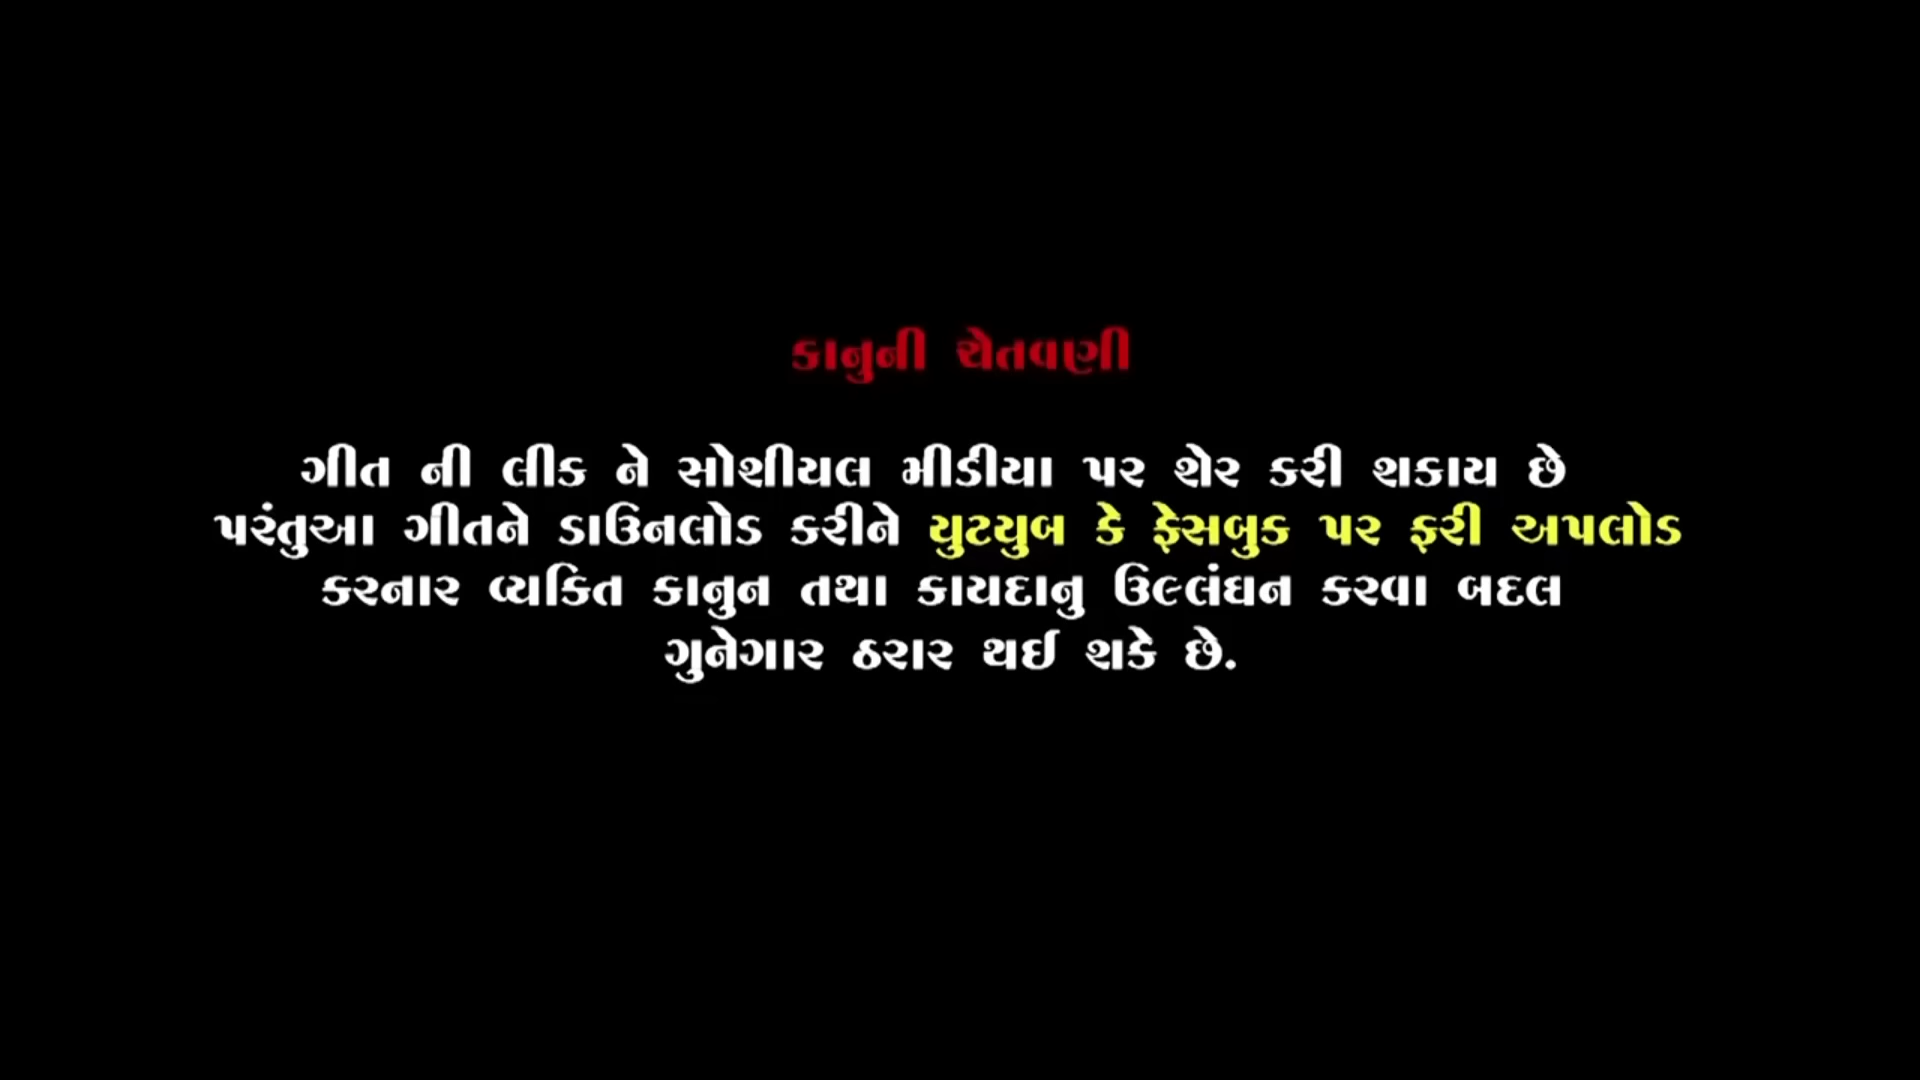 કાનુની ચેતવણી
ગીત ની લીંક ને સોશીયલ મીડીયા પર શેર કરી શકાય છે
પરંતુઆ ગીતને ડાઉનલોડ કરીને યુટયુબ કે ફેસબુક પર ફરી અપલોડ
કરનાર વ્યકિત કાનુન તથા કાયદાનુ ઉલ્લંઘન કરવા બદલ
ગુનેગાર ઠરાર થઈ શકે છે.